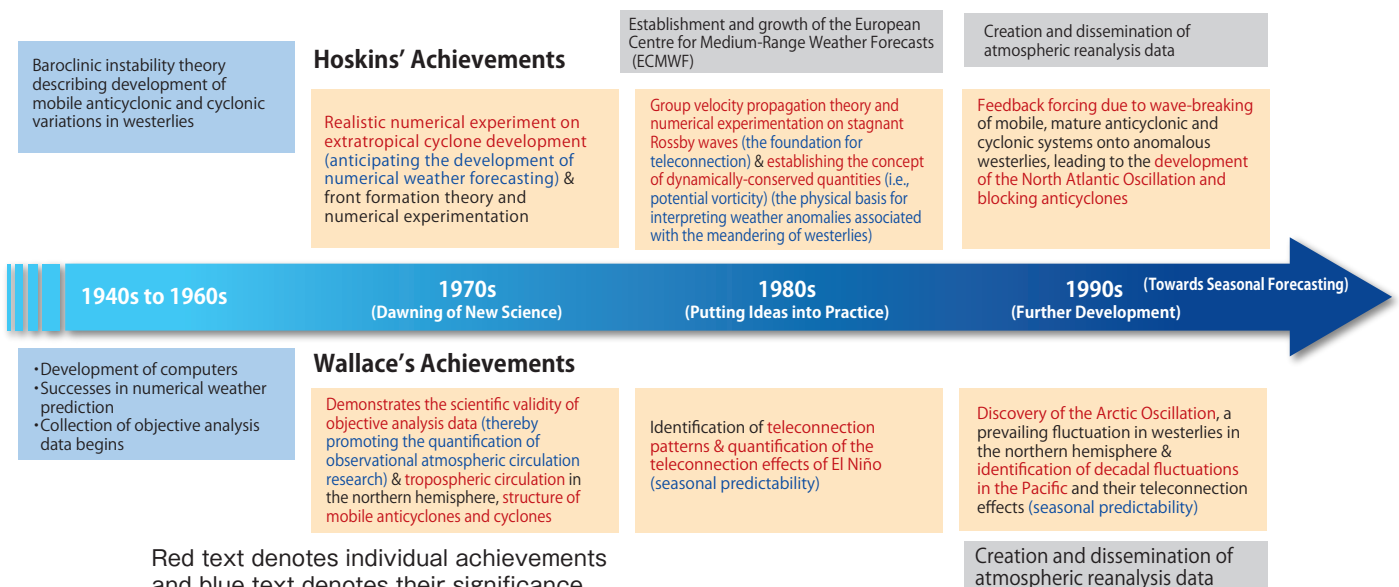 Establishment and growth of the European
Centre for Medium-Range Weather Forecasts
(ECMWF)
Creation and dissemination of
atmospheric reanalysis data
Baroclinic instability theory
describing development of
mobile anticyclonic and cyclonic
variations in westerlies
Hoskins’ Achievements
Realistic numerical experiment on
extratropical cyclone development
(anticipating the development of
numerical weather forecasting) &
front formation theory and
numerical experimentation
Group velocity propagation theory and
numerical experimentation on stagnant
Rossby waves (the foundation for
teleconnection) & establishing the concept
of dynamically-conserved quantities (i.e.,
potential vorticity) (the physical basis for
interpreting weather anomalies associated
with the meandering of westerlies)
Feedback forcing due to wave-breaking
of mobile, mature anticyclonic and
cyclonic systems onto anomalous
westerlies, leading to the development
of the North Atlantic Oscillation and
blocking anticyclones
1940s to 1960s
1970s
(Dawning of New Science)
1980s
(Putting Ideas into Practice)
1990s
(Further Development)
(Towards Seasonal Forecasting)
・Development of computers
・Successes in numerical weather
prediction
・Collection of objective analysis
data begins
Wallace’s Achievements
Demonstrates the scientific validity of
objective analysis data (thereby
promoting the quantification of
observational atmospheric circulation
research) & tropospheric circulation in
the northern hemisphere, structure of
mobile anticyclones and cyclones
Identification of teleconnection
patterns & quantification of the
teleconnection effects of El Niño
(seasonal predictability)
Discovery of the Arctic Oscillation, a
prevailing fluctuation in westerlies in
the northern hemisphere &
identification of decadal fluctuations
in the Pacific and their teleconnection
effects (seasonal predictability)
Red text denotes individual achievements
and blue text denotes their significance
Creation and dissemination of
atmospheric reanalysis data